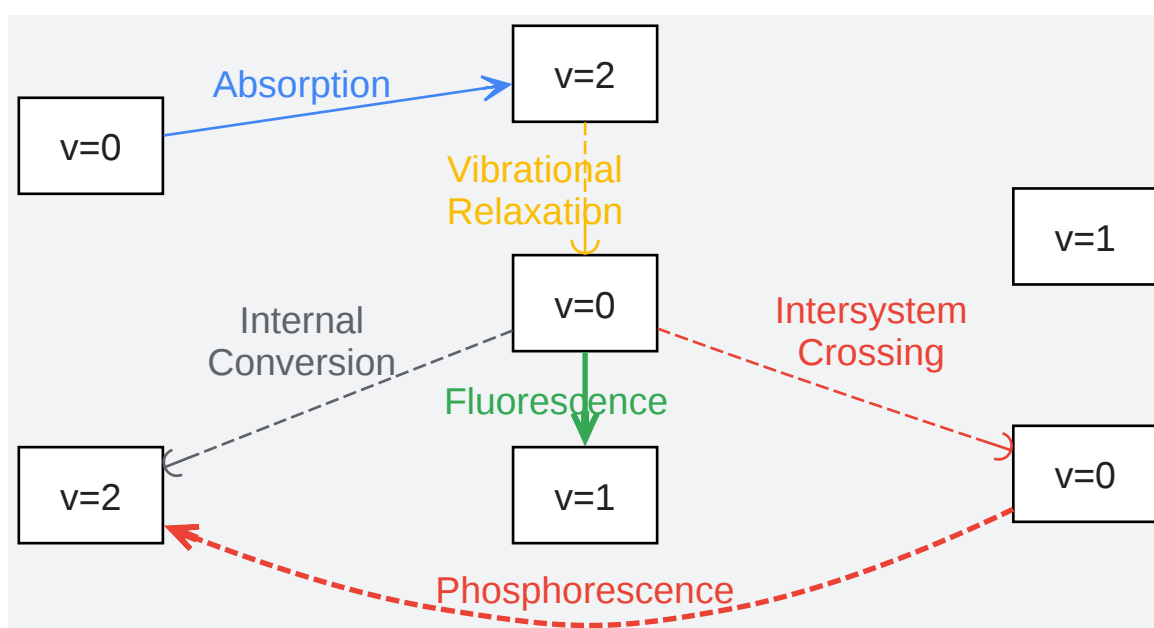 v=2
Absorption
v=0
Vibrational
Relaxation
v=1
v=0
Internal
Conversion
Intersystem
Crossing
Fluorescence
v=2
v=1
v=0
Phosphorescence